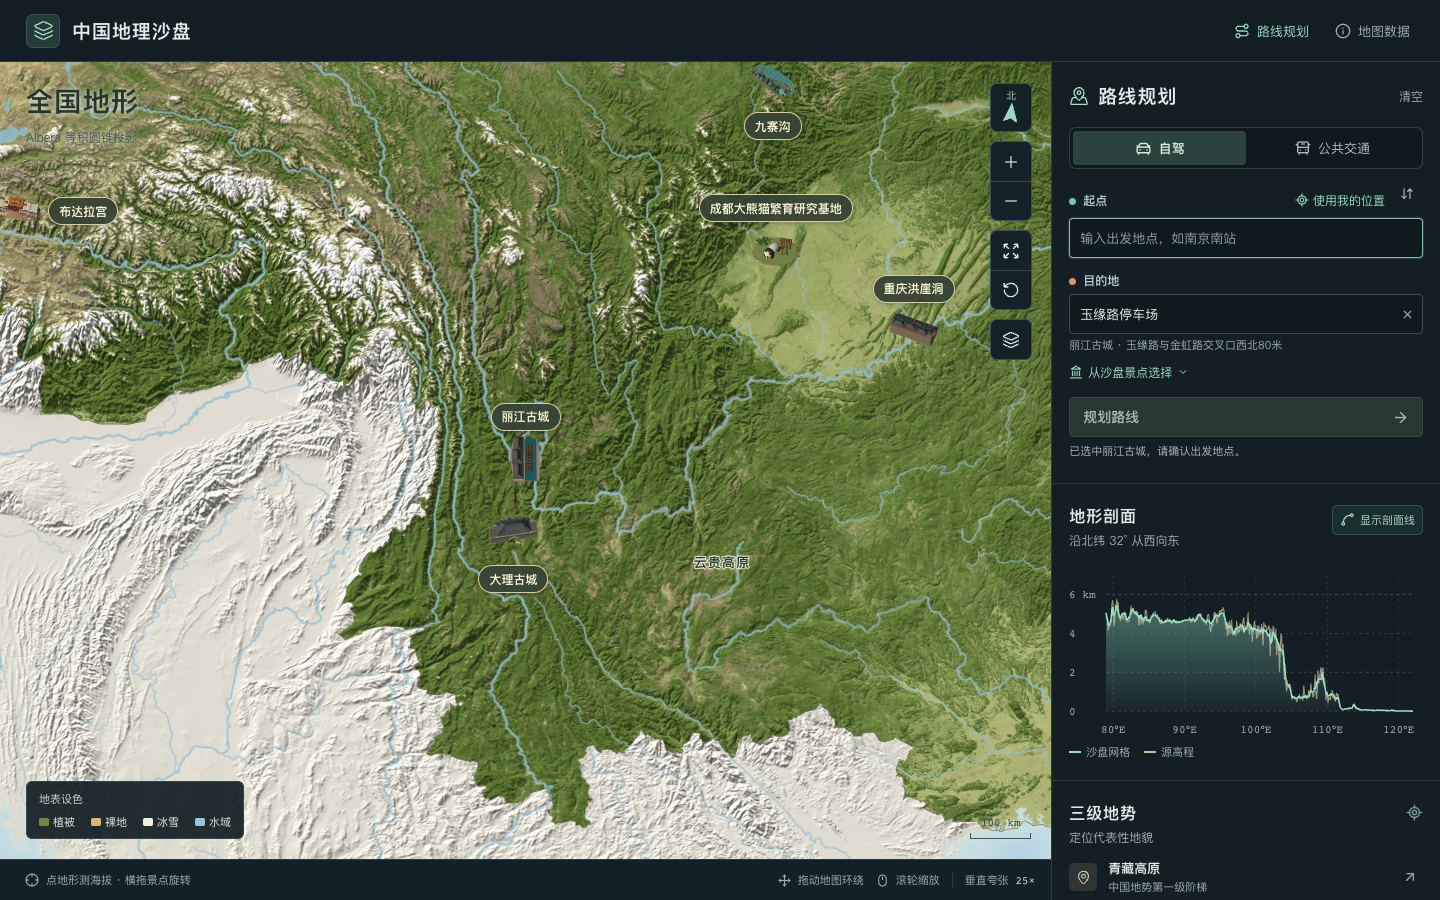 中国地理沙盘
路线规划
地图数据
全国地形
Albers 等积圆锥投影
北
九寨沟
布达拉宫
成都大熊猫繁育研究基地
重庆洪崖洞
丽江古城
大理古城
云贵高原
地表设色
植被
裸地
冰雪
水域
100 km
点地形测海拔 · 横拖景点旋转
拖动地图环绕
滚轮缩放
垂直夸张 25×
路线规划
清空
自驾
公共交通
起点
使用我的位置
输入出发地点，如南京南站
目的地
玉缘路停车场
丽江古城 · 玉缘路与金虹路交叉口西北80米
从沙盘景点选择
规划路线
已选中丽江古城，请确认出发地点。
地形剖面
显示剖面线
沿北纬 32° 从西向东
6 km
4
2
0
80°E 90°E 100°E 110°E 120°E
沙盘网格
源高程
三级地势
定位代表性地貌
青藏高原
中国地势第一级阶梯